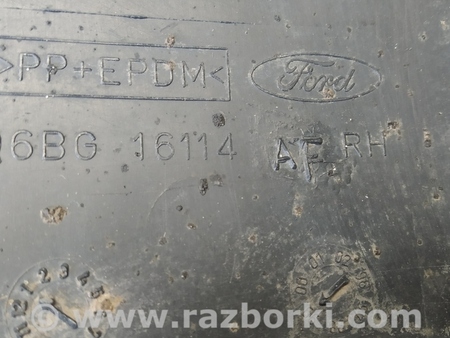 >PP+EPDM<
Ford
6BG 16114 AF RH
www.razborki.com